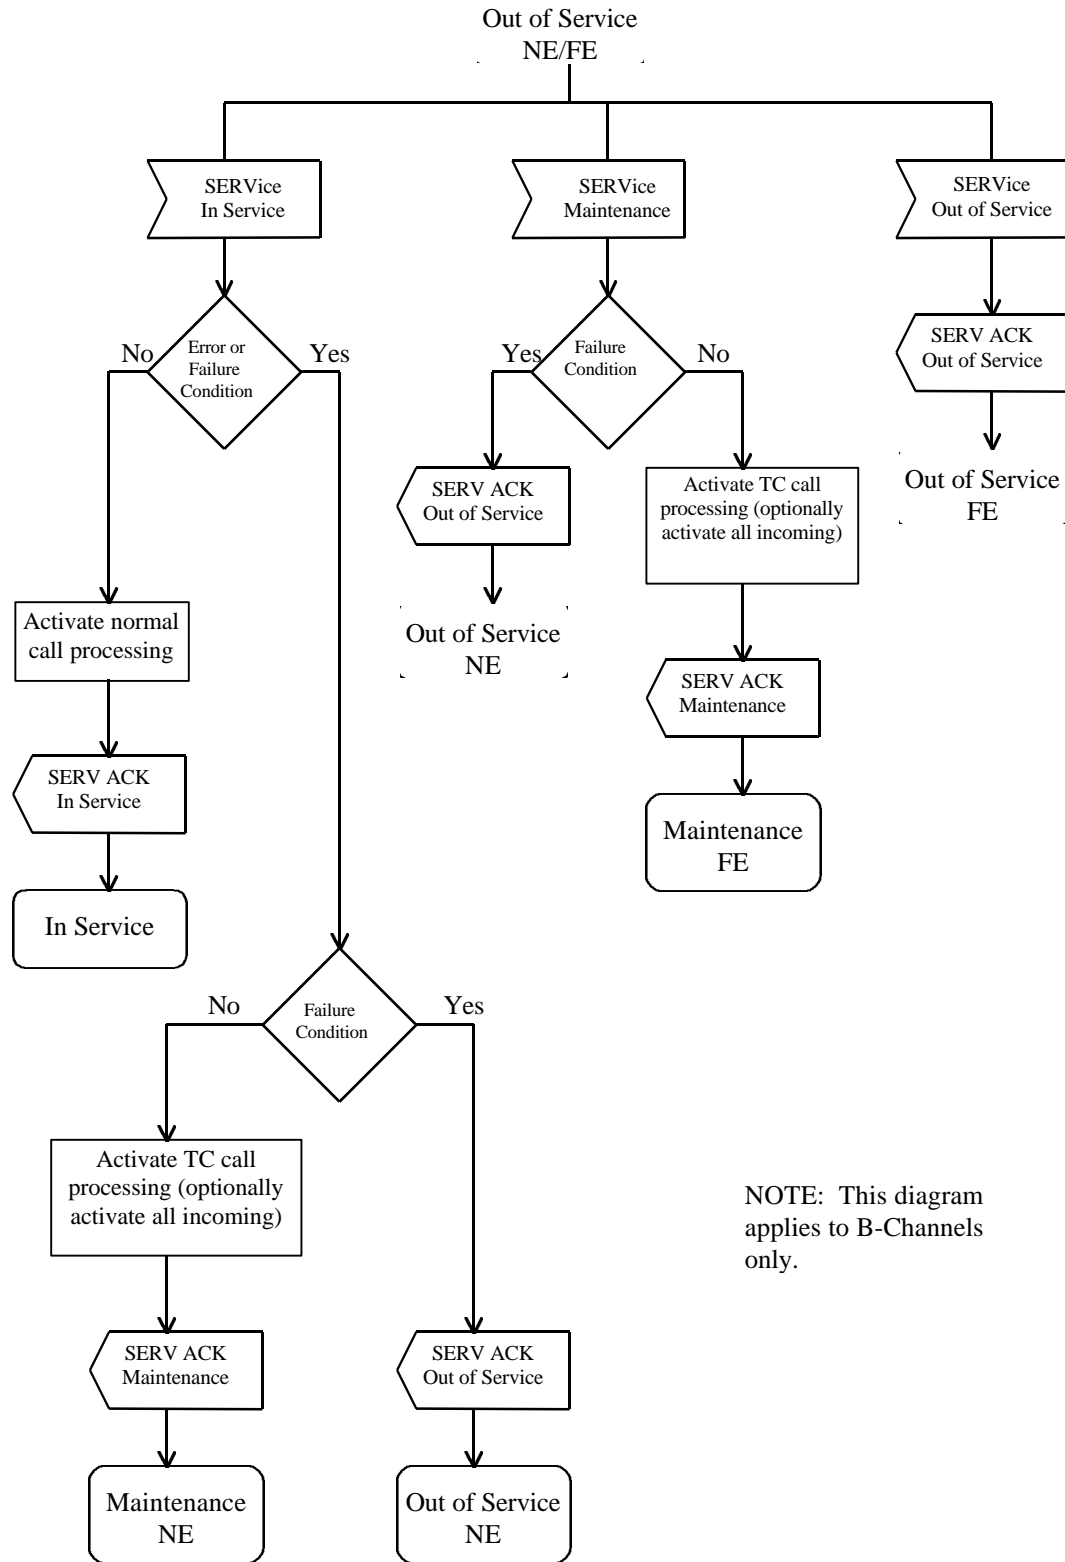 Out of Service
NE/FE
SERVice
In Service
SERVice
Maintenance
SERVice
Out of Service
No
Error or
Failure
Condition
Yes
Yes
Failure
Condition
No
SERV ACK
Out of Service
SERV ACK
Out of Service
Activate TC call
processing (optionally
activate all incoming)
Out of Service
FE
Activate normal
call processing
Out of Service
NE
SERV ACK
Maintenance
SERV ACK
In Service
Maintenance
FE
In Service
No
Failure
Condition
Yes
Activate TC call
processing (optionally
activate all incoming)
NOTE: This diagram
applies to B-Channels
only.
SERV ACK
Maintenance
SERV ACK
Out of Service
Maintenance
NE
Out of Service
NE